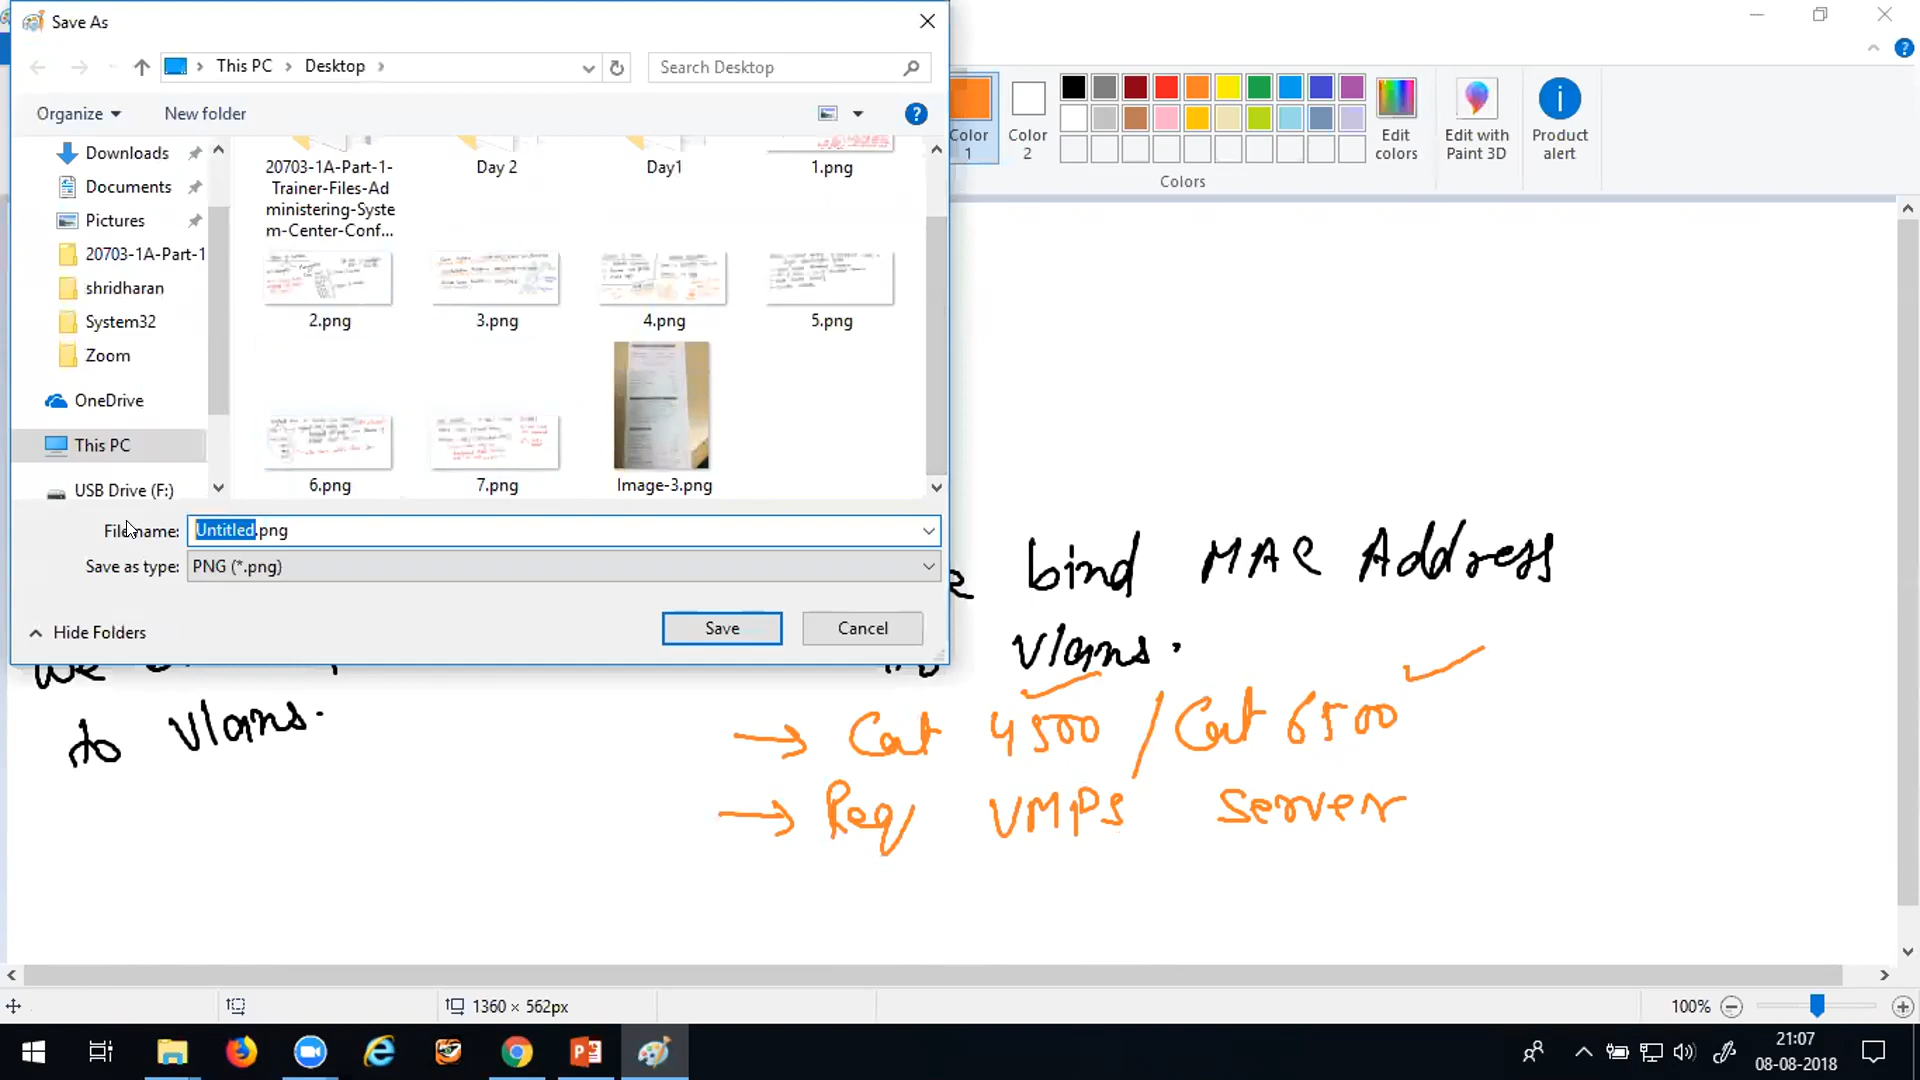 Save As
This PC > Desktop >
Search Desktop
Organize
New folder
Downloads
Documents
Pictures
20703-1A-Part-1
shridharan
System32
Zoom
OneDrive
This PC
USB Drive (F:)
20703-1A-Part-1-
Trainer-Files-Ad
ministering-Syste
m-Center-Conf...
Day 2
Day1
1.png
2.png
3.png
4.png
5.png
6.png
7.png
Image-3.png
File name:
Untitled.png
Save as type:
PNG (*.png)
Hide Folders
Save
Cancel
Color
1
Color
2
Edit
colors
Edit with
Paint 3D
Product
alert
Colors
bind MAC Address
Vlans.
we
to Vlans.
→ Cat 4500 / Cat 6500
→ Req VMPS Server
1360 × 562px
100%
21:07
08-08-2018